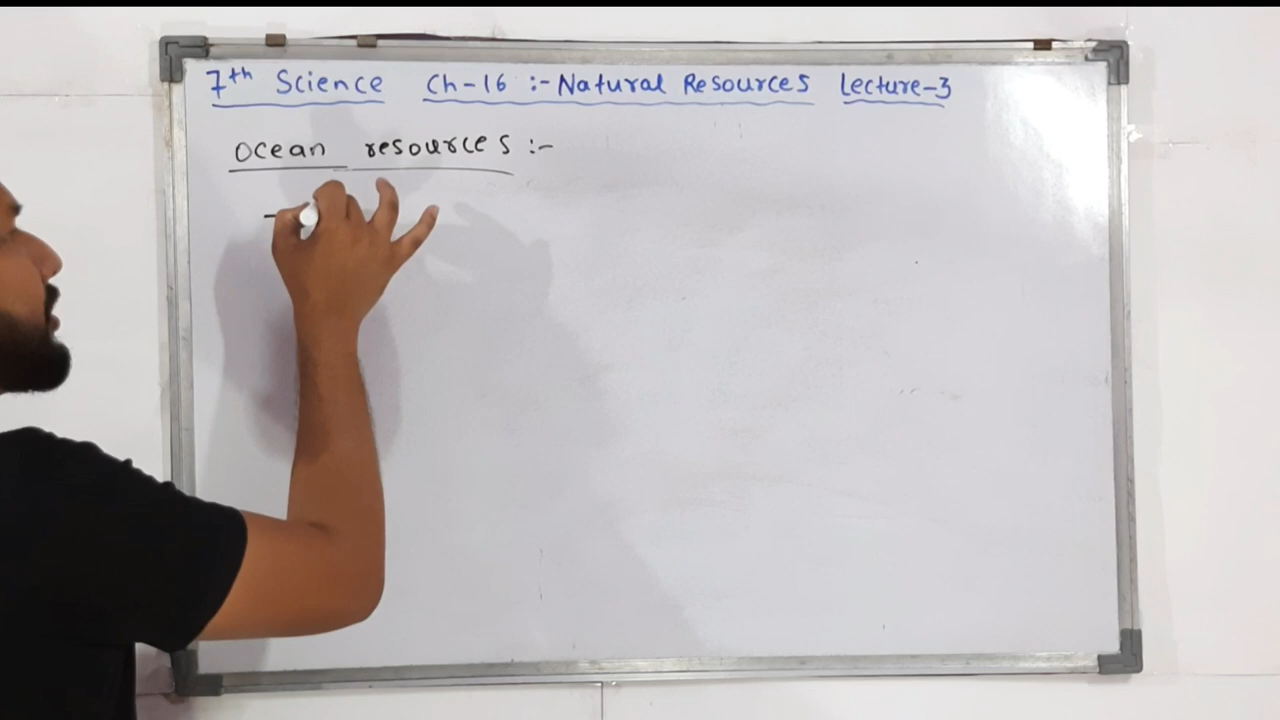 7th Science Ch-16 :- Natural Resources Lecture-3
Ocean resources :-
-